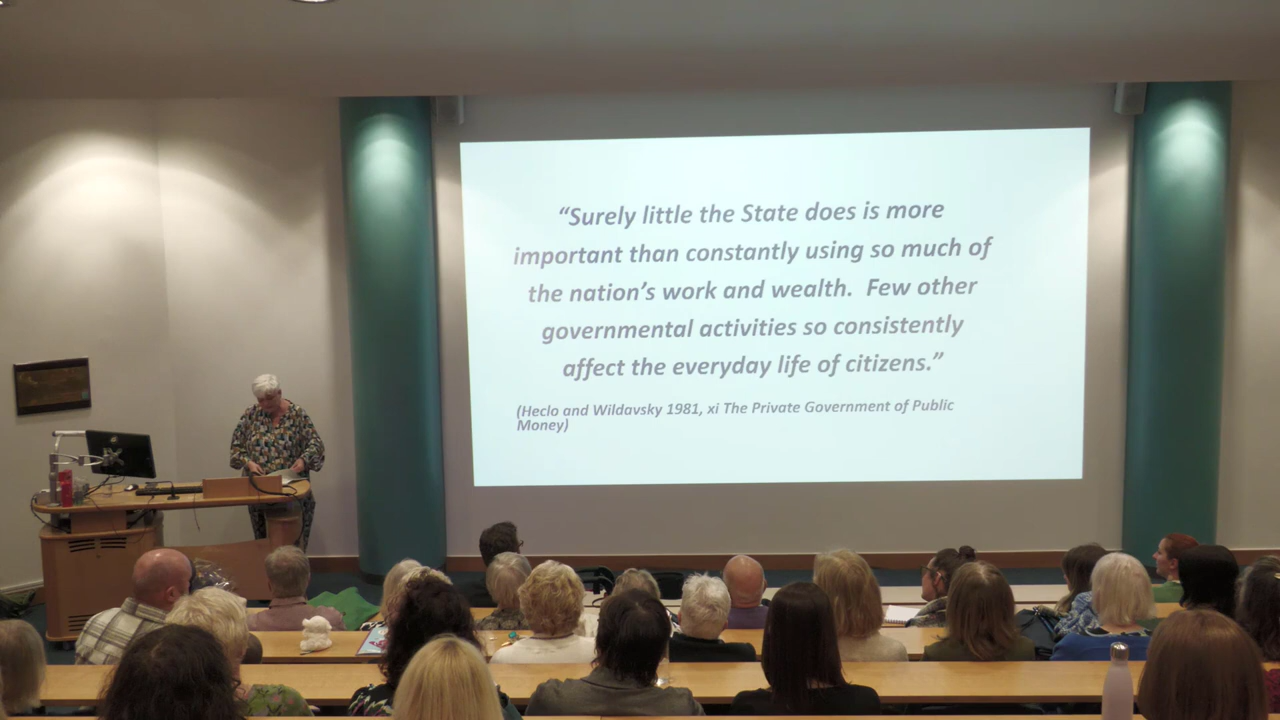 “Surely little the State does is more
important than constantly using so much of
the nation’s work and wealth.  Few other
governmental activities so consistently
affect the everyday life of citizens.”
(Heclo and Wildavsky 1981, xi The Private Government of Public
Money)